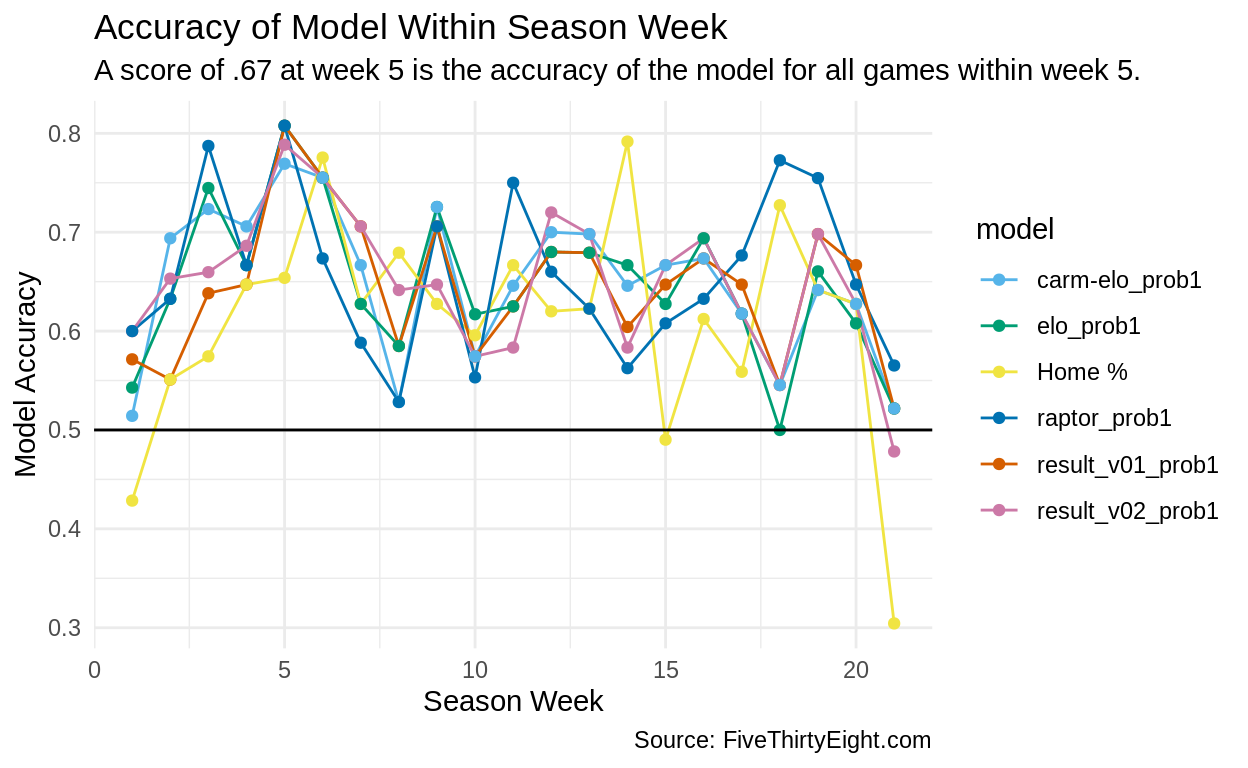 Accuracy of Model Within Season Week
A score of .67 at week 5 is the accuracy of the model for all games within week 5.
Model Accuracy
0.8
0.7
0.6
0.5
0.4
0.3
0 5 10 15 20
Season Week
Source: FiveThirtyEight.com
model
carm-elo_prob1
elo_prob1
Home %
raptor_prob1
result_v01_prob1
result_v02_prob1